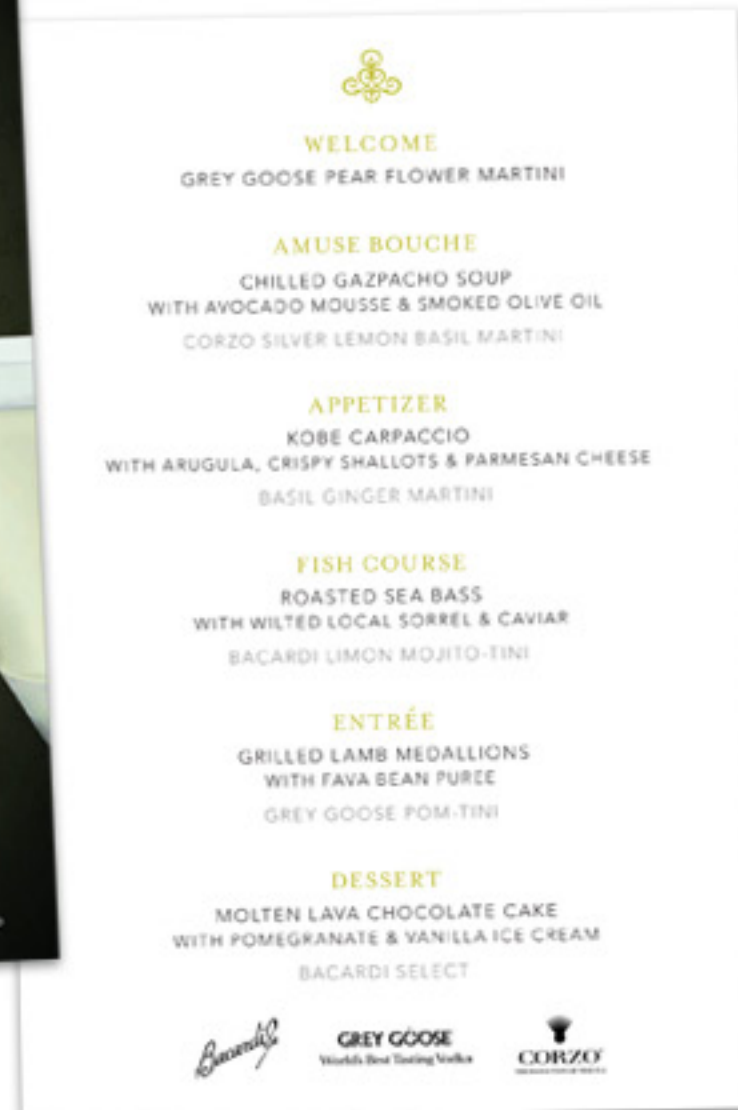 WELCOME
GREY GOOSE PEAR FLOWER MARTINI
AMUSE BOUCHE
CHILLED GAZPACHO SOUP
WITH AVOCADO MOUSSE & SMOKED OLIVE OIL
CORZO SILVER LEMON BASIL MARTINI
APPETIZER
KOBE CARPACCIO
WITH ARUGULA, CRISPY SHALLOTS & PARMESAN CHEESE
BASIL GINGER MARTINI
FISH COURSE
ROASTED SEA BASS
WITH WILTED LOCAL SORREL & CAVIAR
BACARDI LIMON MOJITO-TINI
ENTRÉE
GRILLED LAMB MEDALLIONS
WITH FAVA BEAN PUREE
GREY GOOSE POM-TINI
DESSERT
MOLTEN LAVA CHOCOLATE CAKE
WITH POMEGRANATE & VANILLA ICE CREAM
BACARDI SELECT
Bacardi
GREY GOOSE
World's Best Tasting Vodka
CORZO